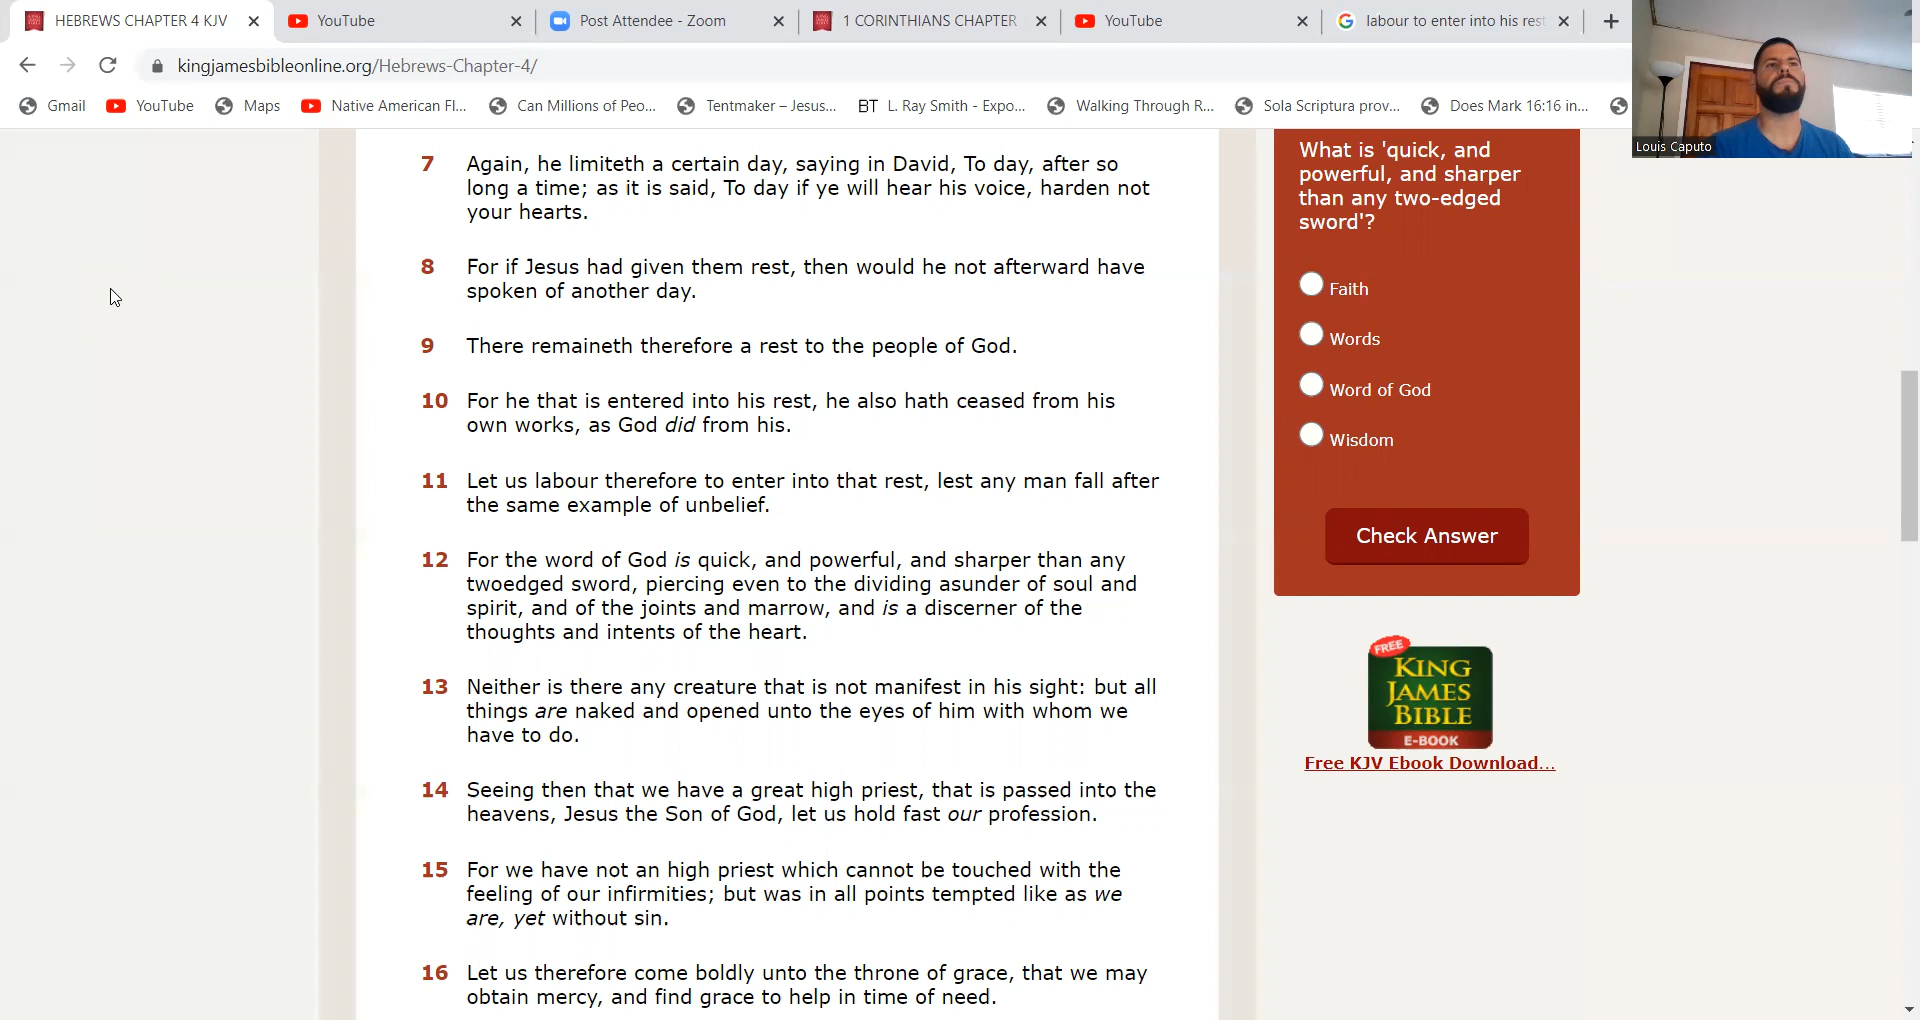 HEBREWS CHAPTER 4 KJV
YouTube
Post Attendee - Zoom
1 CORINTHIANS CHAPTER
YouTube
labour to enter into his rest
kingjamesbibleonline.org/Hebrews-Chapter-4/
Gmail
YouTube
Maps
Native American Fl...
Can Millions of Peo...
Tentmaker – Jesus...
BT L. Ray Smith - Expo...
Walking Through R...
Sola Scriptura prov...
Does Mark 16:16 in...
Louis Caputo
7 Again, he limiteth a certain day, saying in David, To day, after so
long a time; as it is said, To day if ye will hear his voice, harden not
your hearts.
8 For if Jesus had given them rest, then would he not afterward have
spoken of another day.
9 There remaineth therefore a rest to the people of God.
10 For he that is entered into his rest, he also hath ceased from his
own works, as God did from his.
11 Let us labour therefore to enter into that rest, lest any man fall after
the same example of unbelief.
12 For the word of God is quick, and powerful, and sharper than any
twoedged sword, piercing even to the dividing asunder of soul and
spirit, and of the joints and marrow, and is a discerner of the
thoughts and intents of the heart.
13 Neither is there any creature that is not manifest in his sight: but all
things are naked and opened unto the eyes of him with whom we
have to do.
14 Seeing then that we have a great high priest, that is passed into the
heavens, Jesus the Son of God, let us hold fast our profession.
15 For we have not an high priest which cannot be touched with the
feeling of our infirmities; but was in all points tempted like as we
are, yet without sin.
16 Let us therefore come boldly unto the throne of grace, that we may
obtain mercy, and find grace to help in time of need.
What is 'quick, and
powerful, and sharper
than any two-edged
sword'?
Faith
Words
Word of God
Wisdom
Check Answer
FREE
KING
JAMES
BIBLE
E-BOOK
Free KJV Ebook Download...